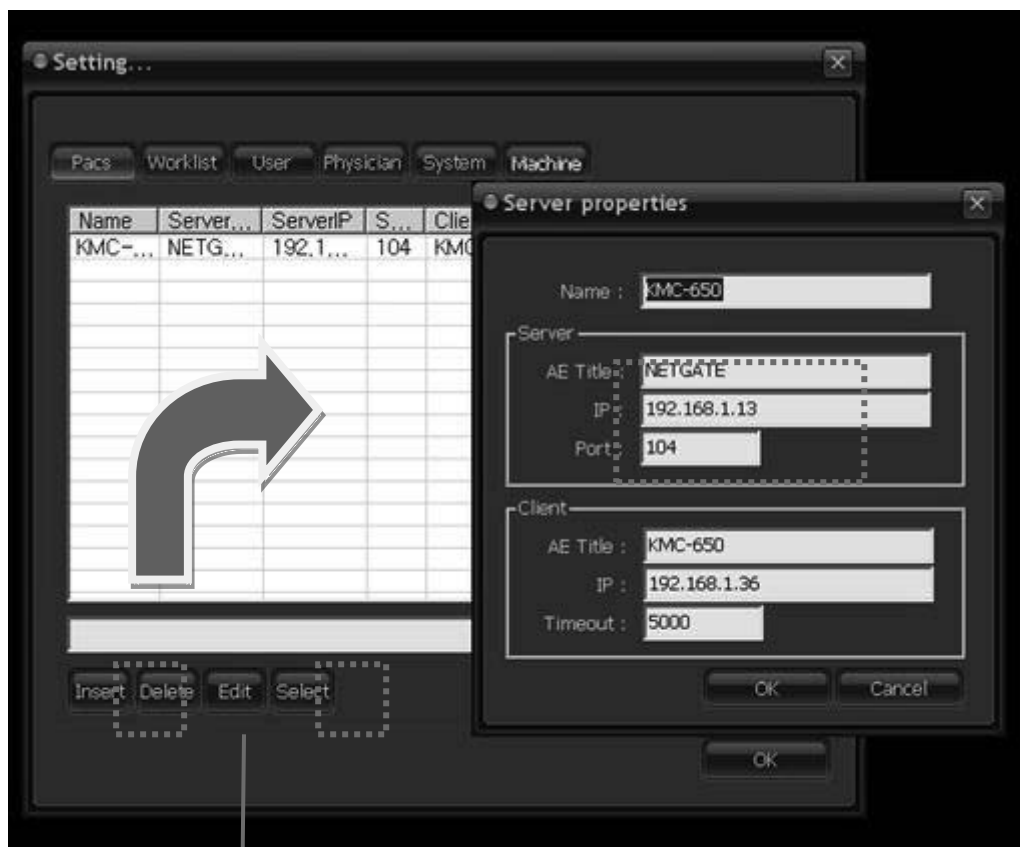 Setting...
Pacs Worklist User Physician System Machine
Name Server... ServerIP S... Clie
KMC-... NETG... 192.1... 104 KMC
Insert Delete Edit Select
OK
Server properties
Name : KMC-650
Server
AE Title : NETGATE
IP : 192.168.1.13
Port : 104
Client
AE Title : KMC-650
IP : 192.168.1.36
Timeout : 5000
OK Cancel